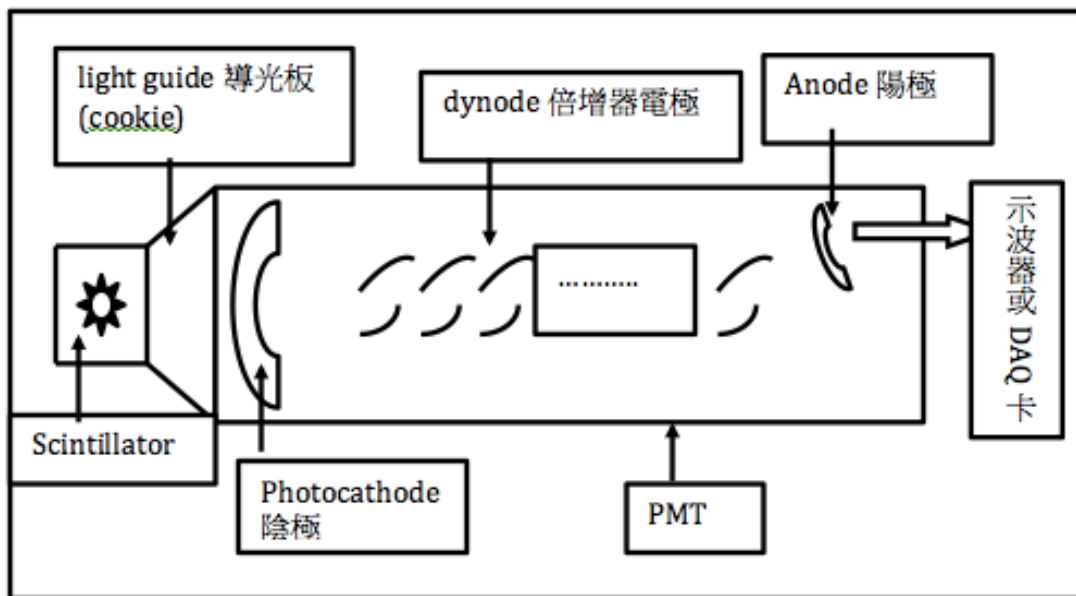 light guide 導光板
(cookie)
dynode 倍增器電極
Anode 陽極
示波器或 DAQ 卡
…………
Scintillator
Photocathode
陰極
PMT